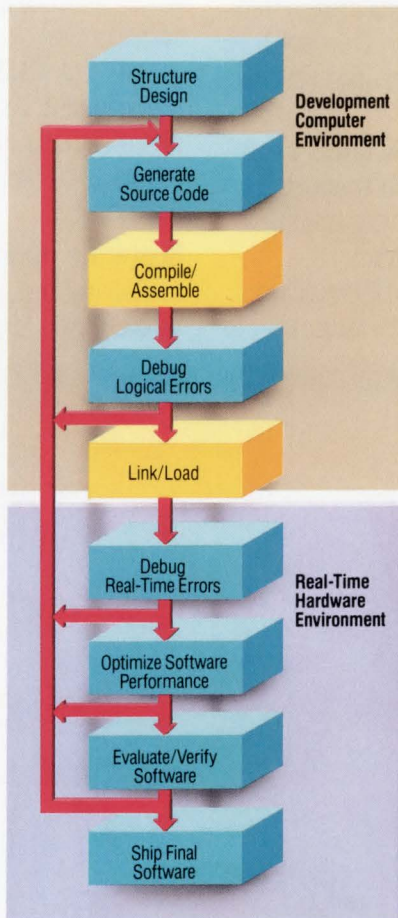 Structure
Design
Development
Computer
Environment
Generate
Source Code
Compile/
Assemble
Debug
Logical Errors
Link/Load
Debug
Real-Time Errors
Real-Time
Hardware
Environment
Optimize Software
Performance
Evaluate/Verify
Software
Ship Final
Software